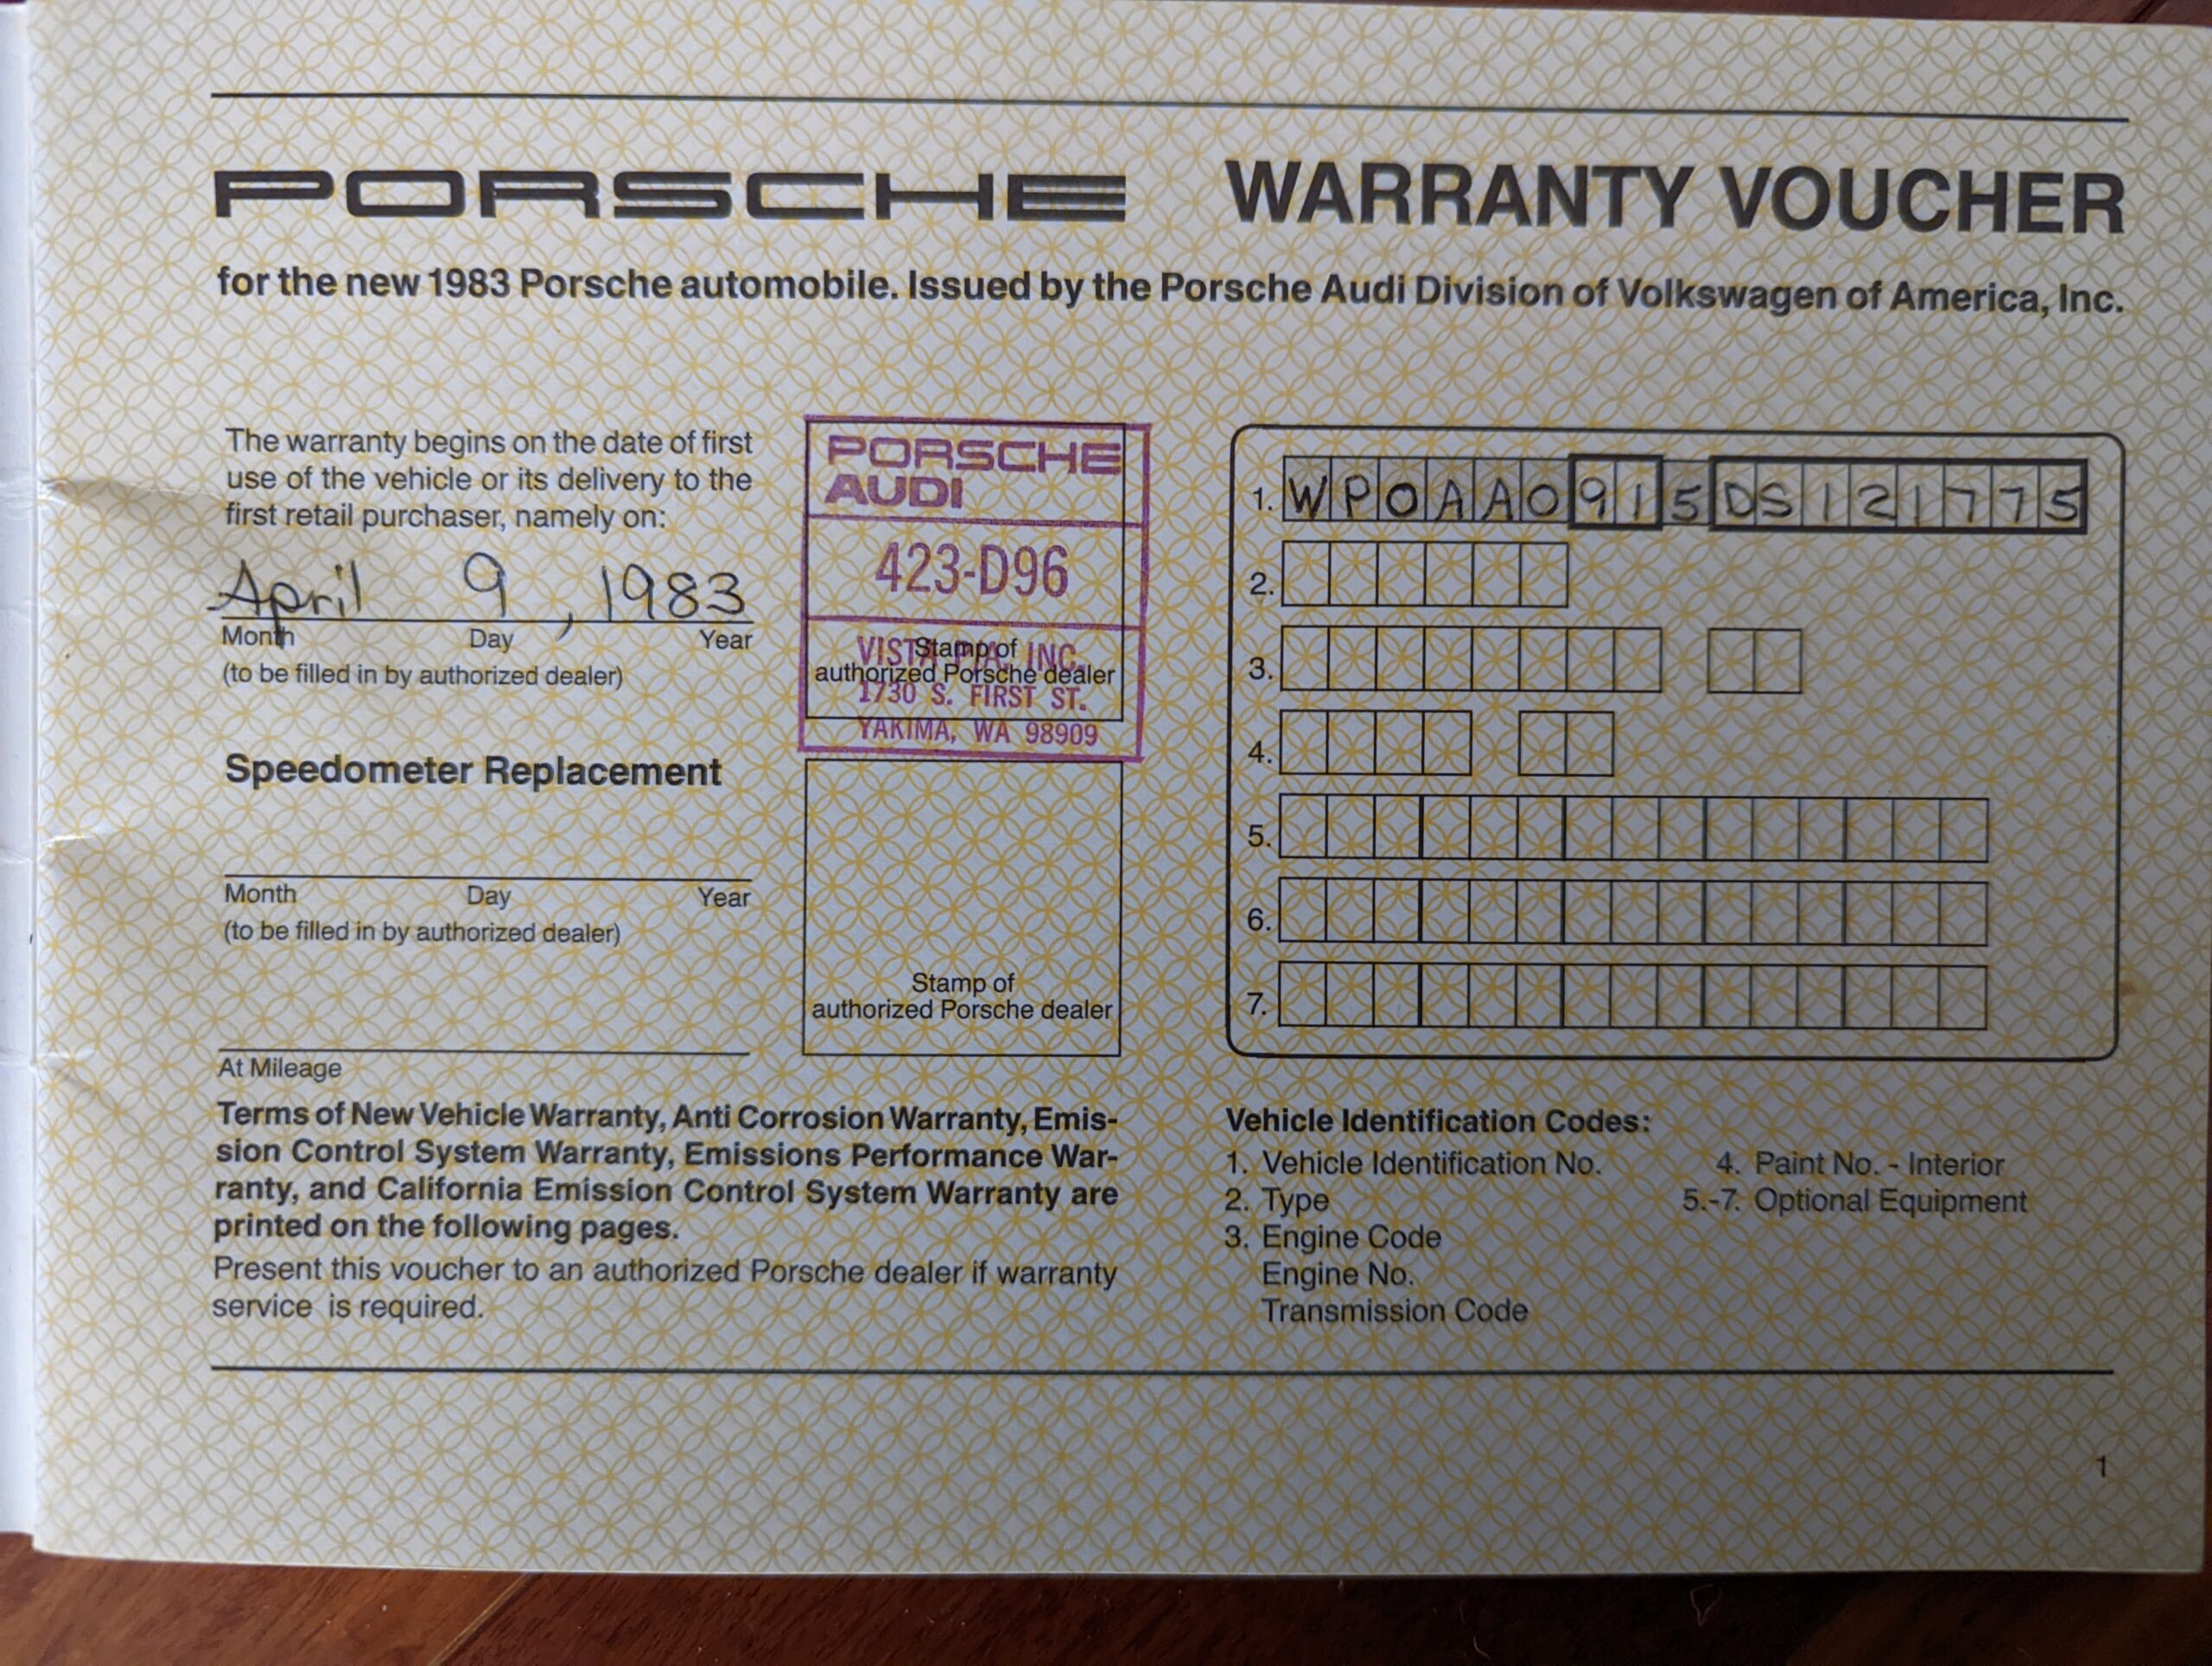 PORSCHE WARRANTY VOUCHER
for the new 1983 Porsche automobile. Issued by the Porsche Audi Division of Volkswagen of America, Inc.
The warranty begins on the date of first
use of the vehicle or its delivery to the
first retail purchaser, namely on:
April 9, 1983
Month Day Year
(to be filled in by authorized dealer)
Speedometer Replacement
Month Day Year
(to be filled in by authorized dealer)
At Mileage
PORSCHE
AUDI
423-D96
INC.
1730 S. FIRST ST.
YAKIMA, WA 98909
Stamp of
authorized Porsche dealer
Stamp of
authorized Porsche dealer
1. WP0AA0915DS121775
2.
3.
4.
5.
6.
7.
Terms of New Vehicle Warranty, Anti Corrosion Warranty, Emis-
sion Control System Warranty, Emissions Performance War-
ranty, and California Emission Control System Warranty are
printed on the following pages.
Present this voucher to an authorized Porsche dealer if warranty
service is required.
Vehicle Identification Codes:
1. Vehicle Identification No.
2. Type
3. Engine Code
Engine No.
Transmission Code
4. Paint No. - Interior
5.-7. Optional Equipment
1